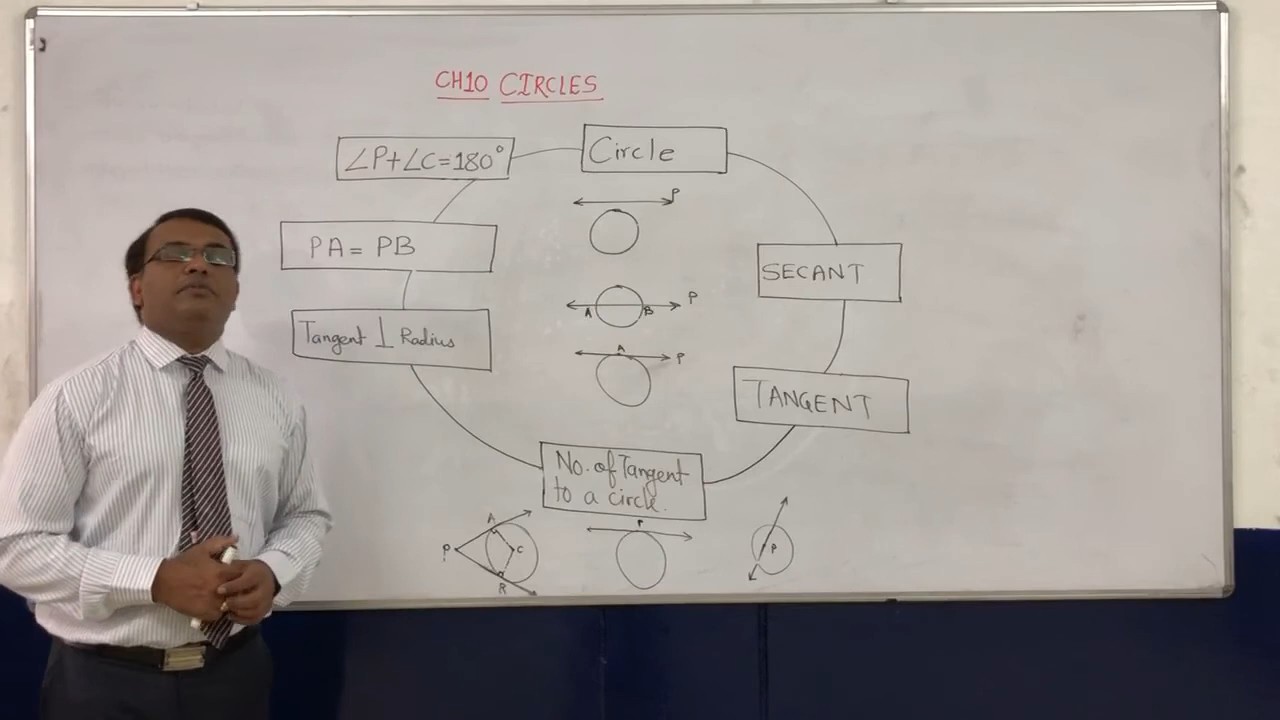 CH10 CIRCLES
∠P+∠C=180°
Circle
P
PA = PB
SECANT
A B P
Tangent ⊥ Radius
A P
TANGENT
No. of Tangent
to a circle.
A
P C
R
P
P